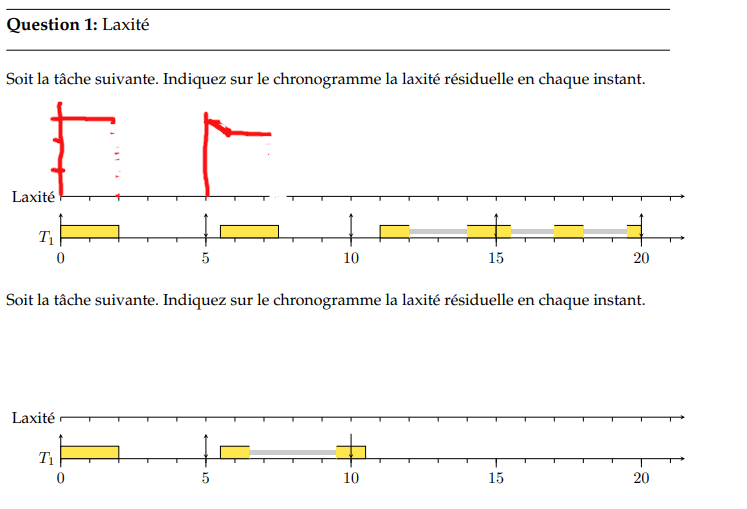 Question 1: Laxité
Soit la tâche suivante. Indiquez sur le chronogramme la laxité résiduelle en chaque instant.
Laxité
T1
0 5 10 15 20
Soit la tâche suivante. Indiquez sur le chronogramme la laxité résiduelle en chaque instant.
Laxité
T1
0 5 10 15 20